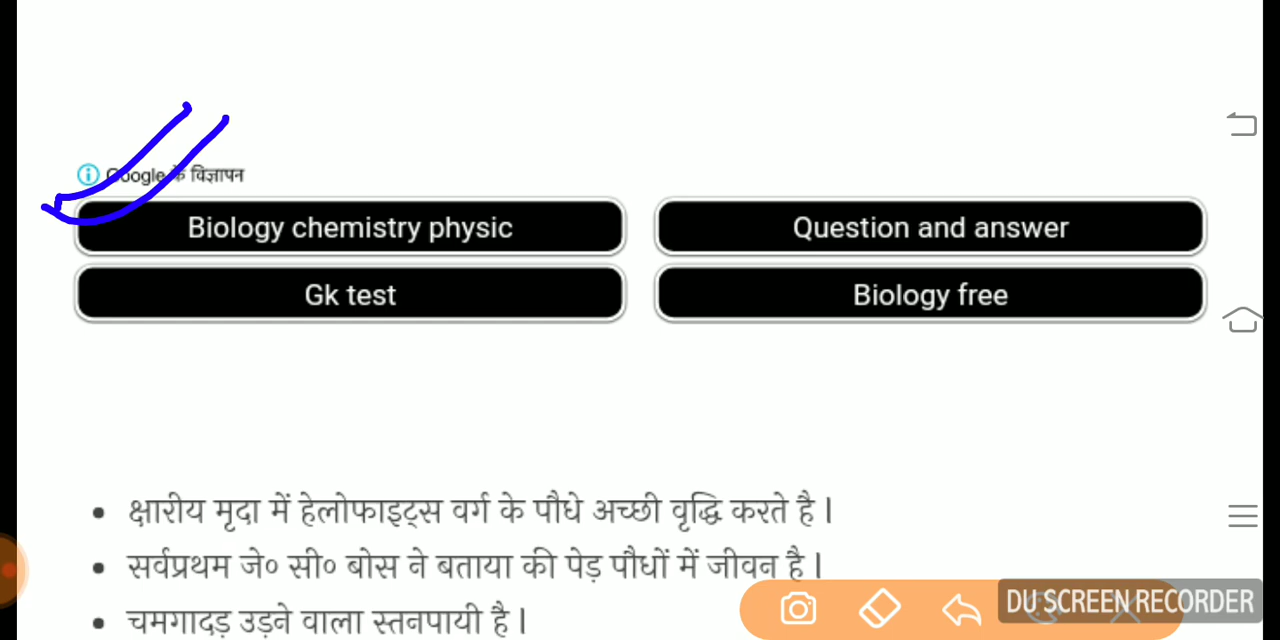 Google के विज्ञापन
Biology chemistry physic
Question and answer
Gk test
Biology free
क्षारीय मृदा में हेलोफाइट्स वर्ग के पौधे अच्छी वृद्धि करते है ।
सर्वप्रथम जे० सी० बोस ने बताया की पेड़ पौधों में जीवन है ।
चमगादड़ उड़ने वाला स्तनपायी है ।
DU SCREEN RECORDER